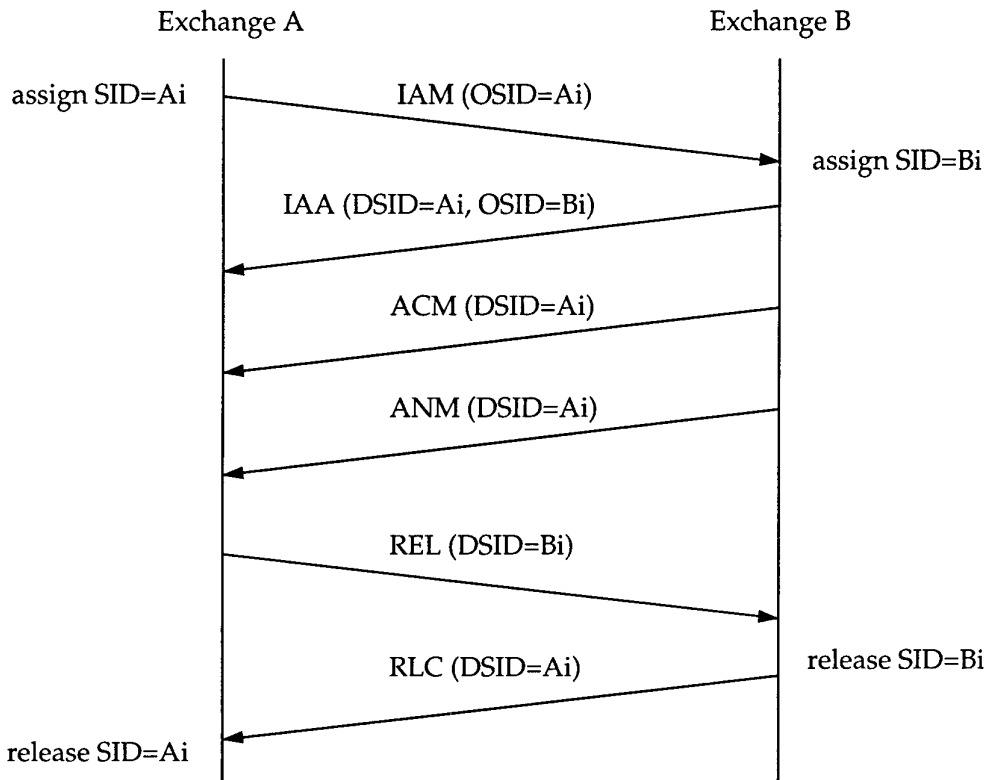 Exchange A
Exchange B
assign SID=Ai
IAM (OSID=Ai)
assign SID=Bi
IAA (DSID=Ai, OSID=Bi)
ACM (DSID=Ai)
ANM (DSID=Ai)
REL (DSID=Bi)
RLC (DSID=Ai)
release SID=Bi
release SID=Ai